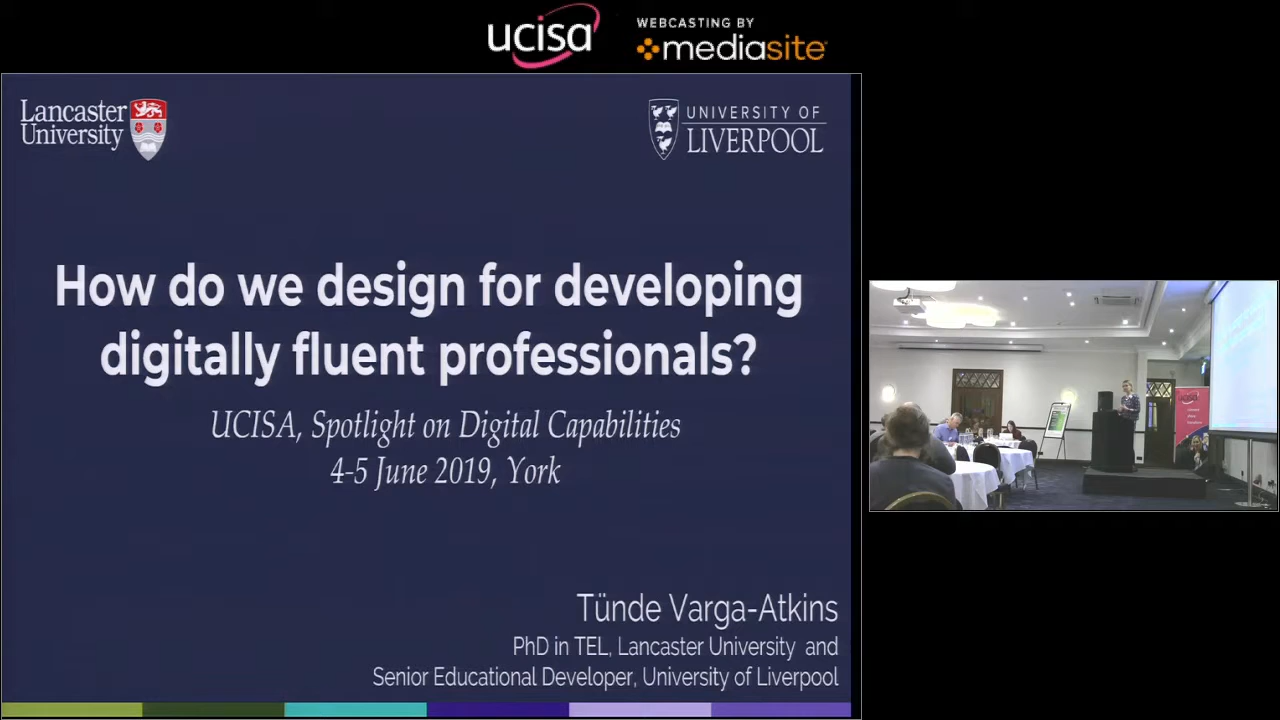 ucisa
WEBCASTING BY
mediasite
Lancaster
University
UNIVERSITY OF
LIVERPOOL
How do we design for developing
digitally fluent professionals?
UCISA, Spotlight on Digital Capabilities
4-5 June 2019, York
Tünde Varga-Atkins
PhD in TEL, Lancaster University and
Senior Educational Developer, University of Liverpool
ucisa